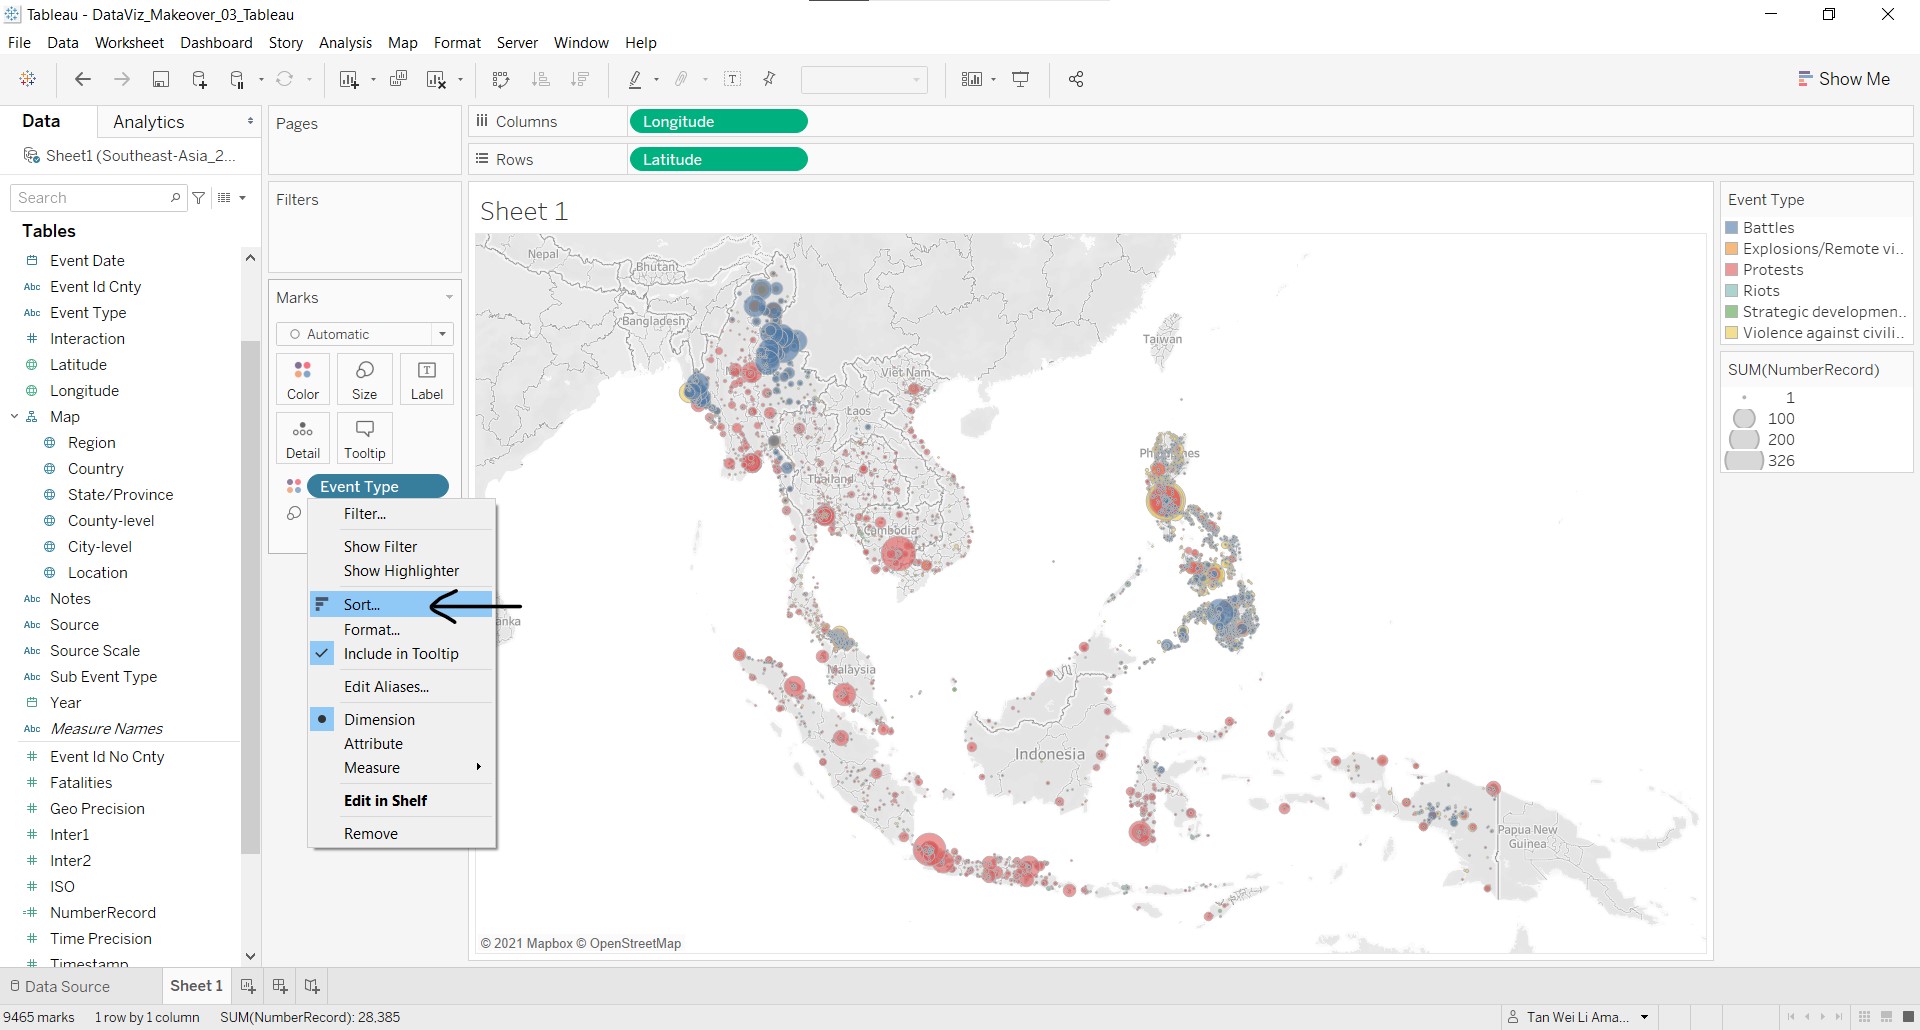 Tableau - DataViz_Makeover_03_Tableau
File Data Worksheet Dashboard Story Analysis Map Format Server Window Help
Show Me
Data Analytics
Sheet1 (Southeast-Asia_2...
Search
Tables
Event Date
Event Id Cnty
Event Type
Interaction
Latitude
Longitude
Map
Region
Country
State/Province
County-level
City-level
Location
Notes
Source
Source Scale
Sub Event Type
Year
Measure Names
Event Id No Cnty
Fatalities
Geo Precision
Inter1
Inter2
ISO
NumberRecord
Time Precision
Timestamp
Pages
Filters
Marks
Automatic
Color Size Label
Detail Tooltip
Event Type
Filter...
Show Filter
Show Highlighter
Sort...
Format...
Include in Tooltip
Edit Aliases...
Dimension
Attribute
Measure
Edit in Shelf
Remove
Columns Longitude
Rows Latitude
Sheet 1
Nepal
Bhutan
Bangladesh
Taiwan
Viet Nam
Laos
Philippines
Thailand
Cambodia
anka
Malaysia
Indonesia
Papua New
Guinea
© 2021 Mapbox © OpenStreetMap
Event Type
Battles
Explosions/Remote vi..
Protests
Riots
Strategic developmen..
Violence against civili..
SUM(NumberRecord)
1
100
200
326
Data Source Sheet 1
9465 marks 1 row by 1 column SUM(NumberRecord): 28,385
Tan Wei Li Ama...